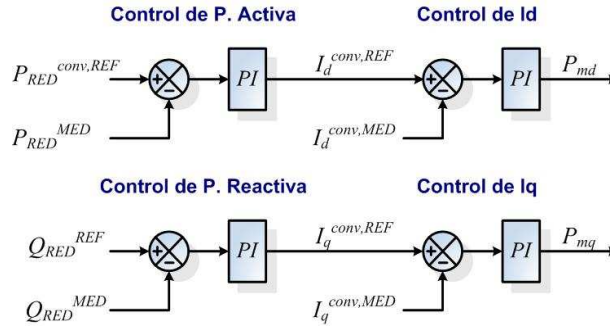 Control de P. Activa
Control de Id
P_RED^conv,REF
+
−
PI
I_d^conv,REF
+
−
PI
P_md
P_RED^MED
I_d^conv,MED
Control de P. Reactiva
Control de Iq
Q_RED^REF
+
−
PI
I_q^conv,REF
+
−
PI
P_mq
Q_RED^MED
I_q^conv,MED